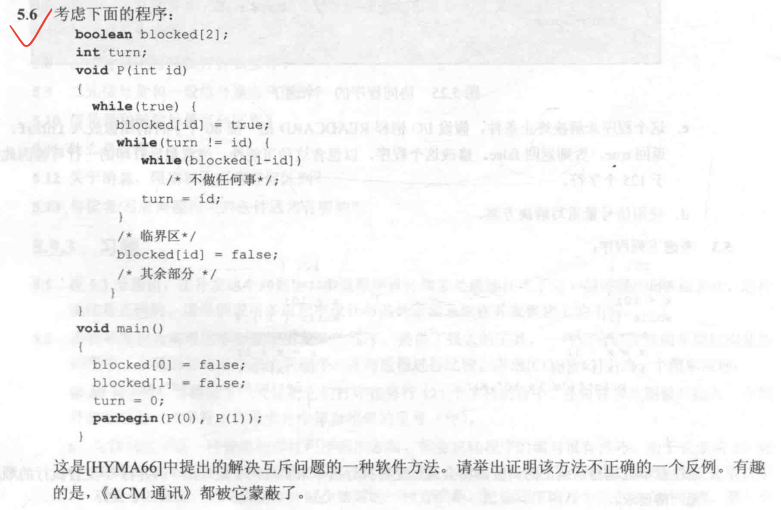 5.6 考虑下面的程序:
boolean blocked[2];
int turn;
void P(int id)
{
while(true) {
blocked[id] = true;
while(turn != id) {
while(blocked[1-id])
/* 不做任何事*/;
turn = id;
}
/* 临界区*/
blocked[id] = false;
/* 其余部分 */
}
}
void main()
{
blocked[0] = false;
blocked[1] = false;
turn = 0;
parbegin(P(0), P(1));
}
这是[HYMA66]中提出的解决互斥问题的一种软件方法。请举出证明该方法不正确的一个反例。有趣
的是,《ACM 通讯》都被它蒙蔽了。